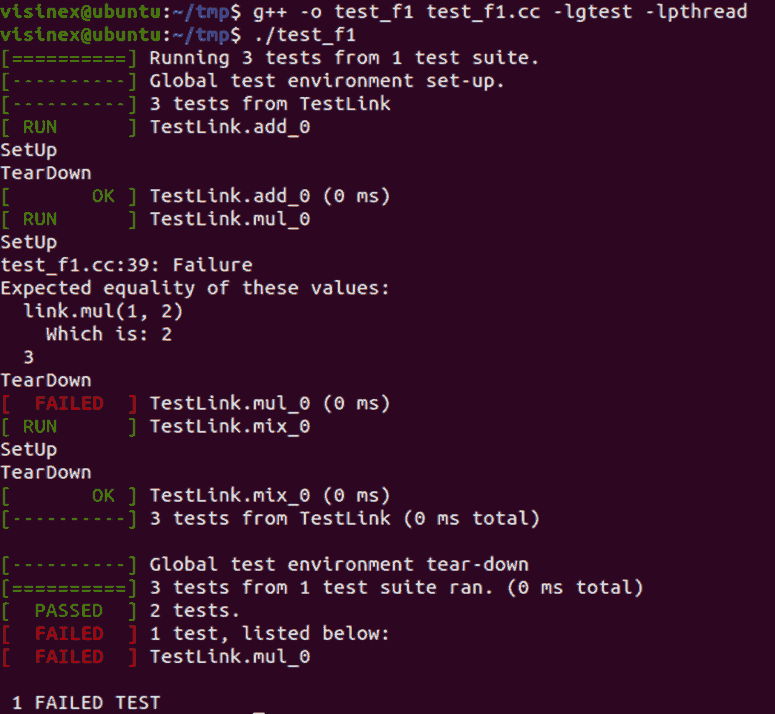 visinex@ubuntu:~/tmp$ g++ -o test_f1 test_f1.cc -lgtest -lpthread
visinex@ubuntu:~/tmp$ ./test_f1
[==========] Running 3 tests from 1 test suite.
[----------] Global test environment set-up.
[----------] 3 tests from TestLink
[ RUN      ] TestLink.add_0
SetUp
TearDown
[       OK ] TestLink.add_0 (0 ms)
[ RUN      ] TestLink.mul_0
SetUp
test_f1.cc:39: Failure
Expected equality of these values:
  link.mul(1, 2)
    Which is: 2
  3
TearDown
[  FAILED  ] TestLink.mul_0 (0 ms)
[ RUN      ] TestLink.mix_0
SetUp
TearDown
[       OK ] TestLink.mix_0 (0 ms)
[----------] 3 tests from TestLink (0 ms total)

[----------] Global test environment tear-down
[==========] 3 tests from 1 test suite ran. (0 ms total)
[  PASSED  ] 2 tests.
[  FAILED  ] 1 test, listed below:
[  FAILED  ] TestLink.mul_0

 1 FAILED TEST